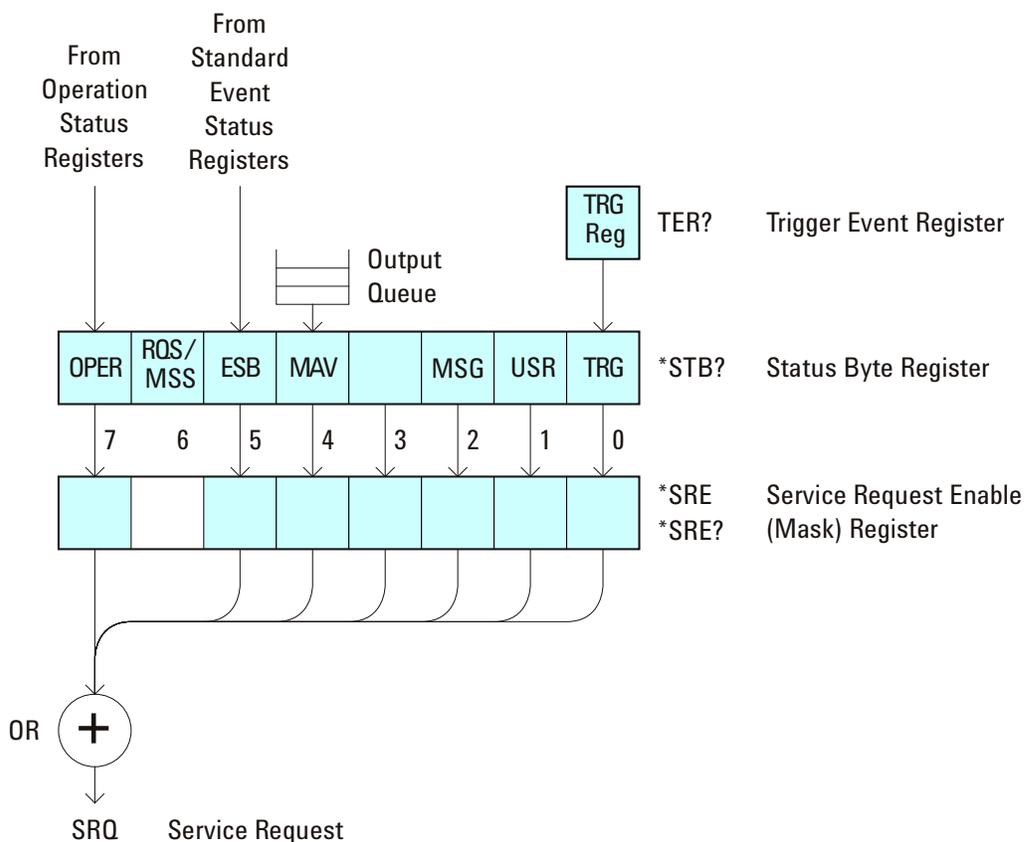 From
Operation
Status
Registers
From
Standard
Event
Status
Registers
TRG
Reg
TER? Trigger Event Register
Output
Queue
OPER RQS/ ESB MAV MSG USR TRG *STB? Status Byte Register
MSS
7 6 5 4 3 2 1 0
*SRE Service Request Enable
*SRE? (Mask) Register
OR +
SRQ Service Request